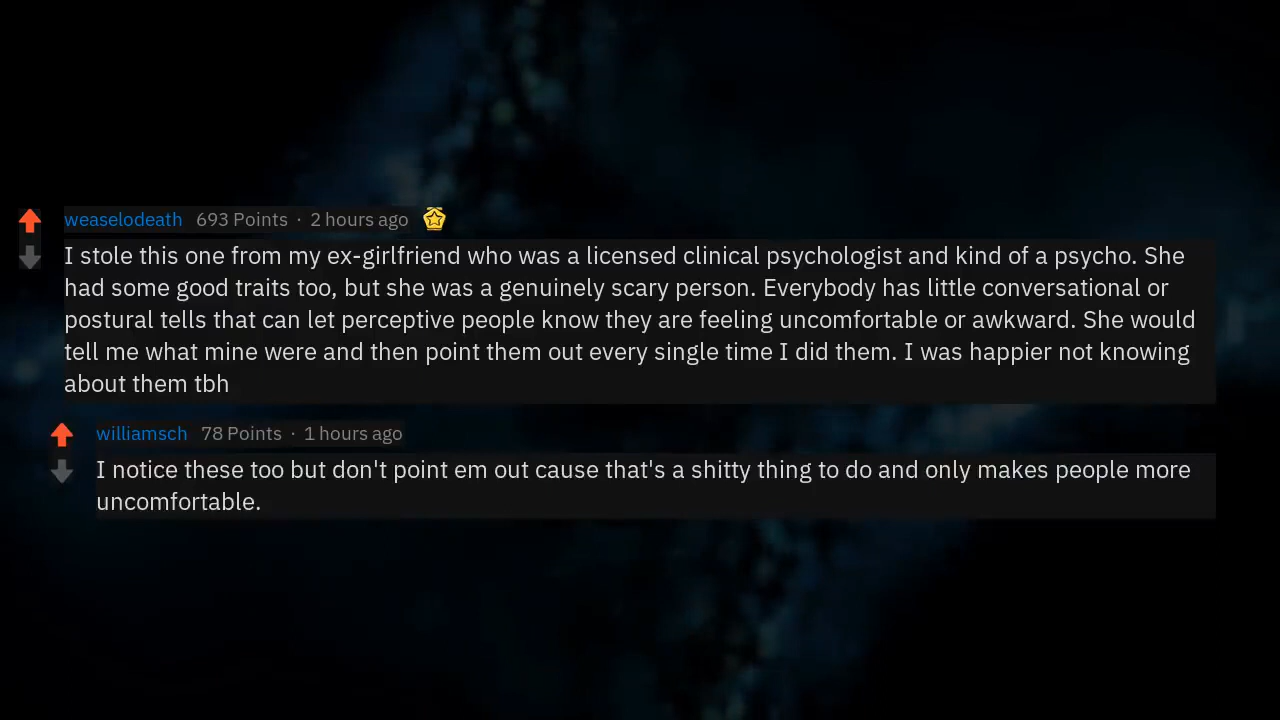 weaselodeath 693 Points · 2 hours ago
I stole this one from my ex-girlfriend who was a licensed clinical psychologist and kind of a psycho. She
had some good traits too, but she was a genuinely scary person. Everybody has little conversational or
postural tells that can let perceptive people know they are feeling uncomfortable or awkward. She would
tell me what mine were and then point them out every single time I did them. I was happier not knowing
about them tbh
williamsch 78 Points · 1 hours ago
I notice these too but don't point em out cause that's a shitty thing to do and only makes people more
uncomfortable.